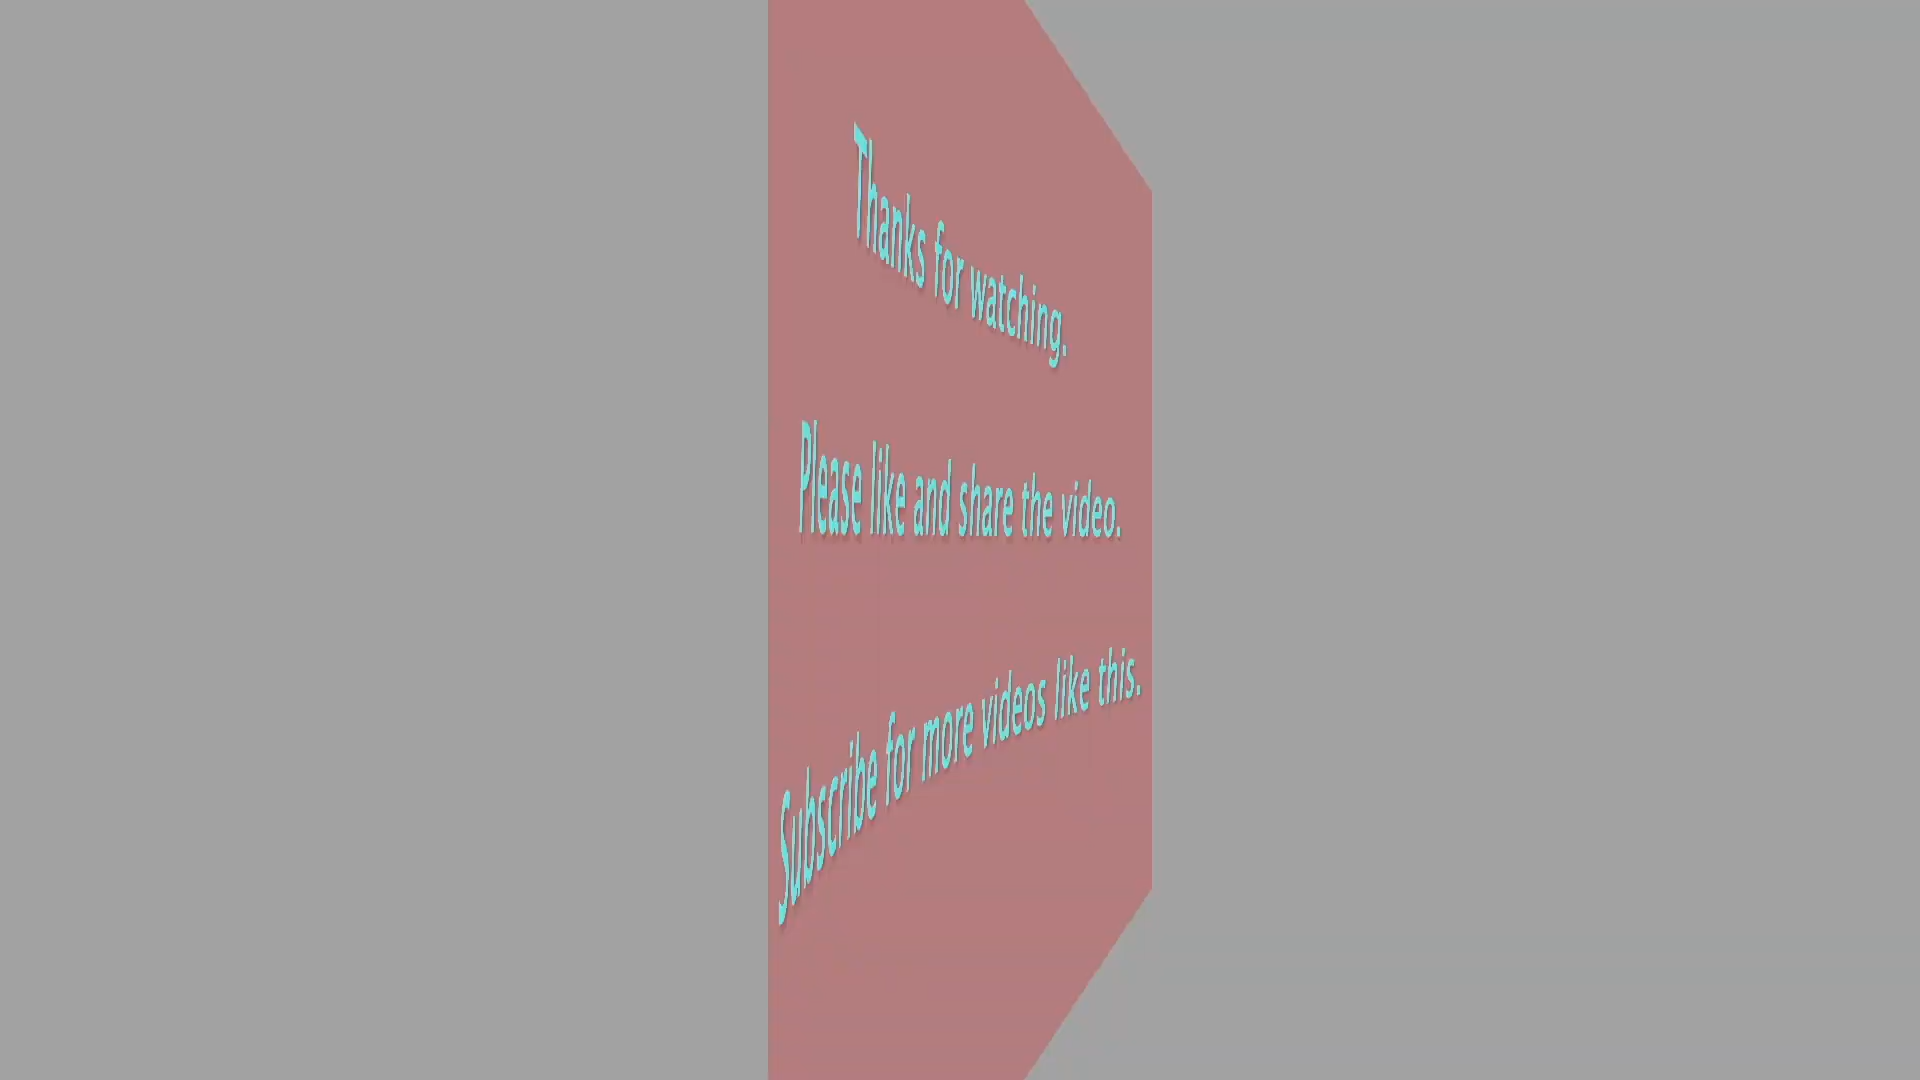 Thanks for watching.
Please like and share the video.
Subscribe for more videos like this.